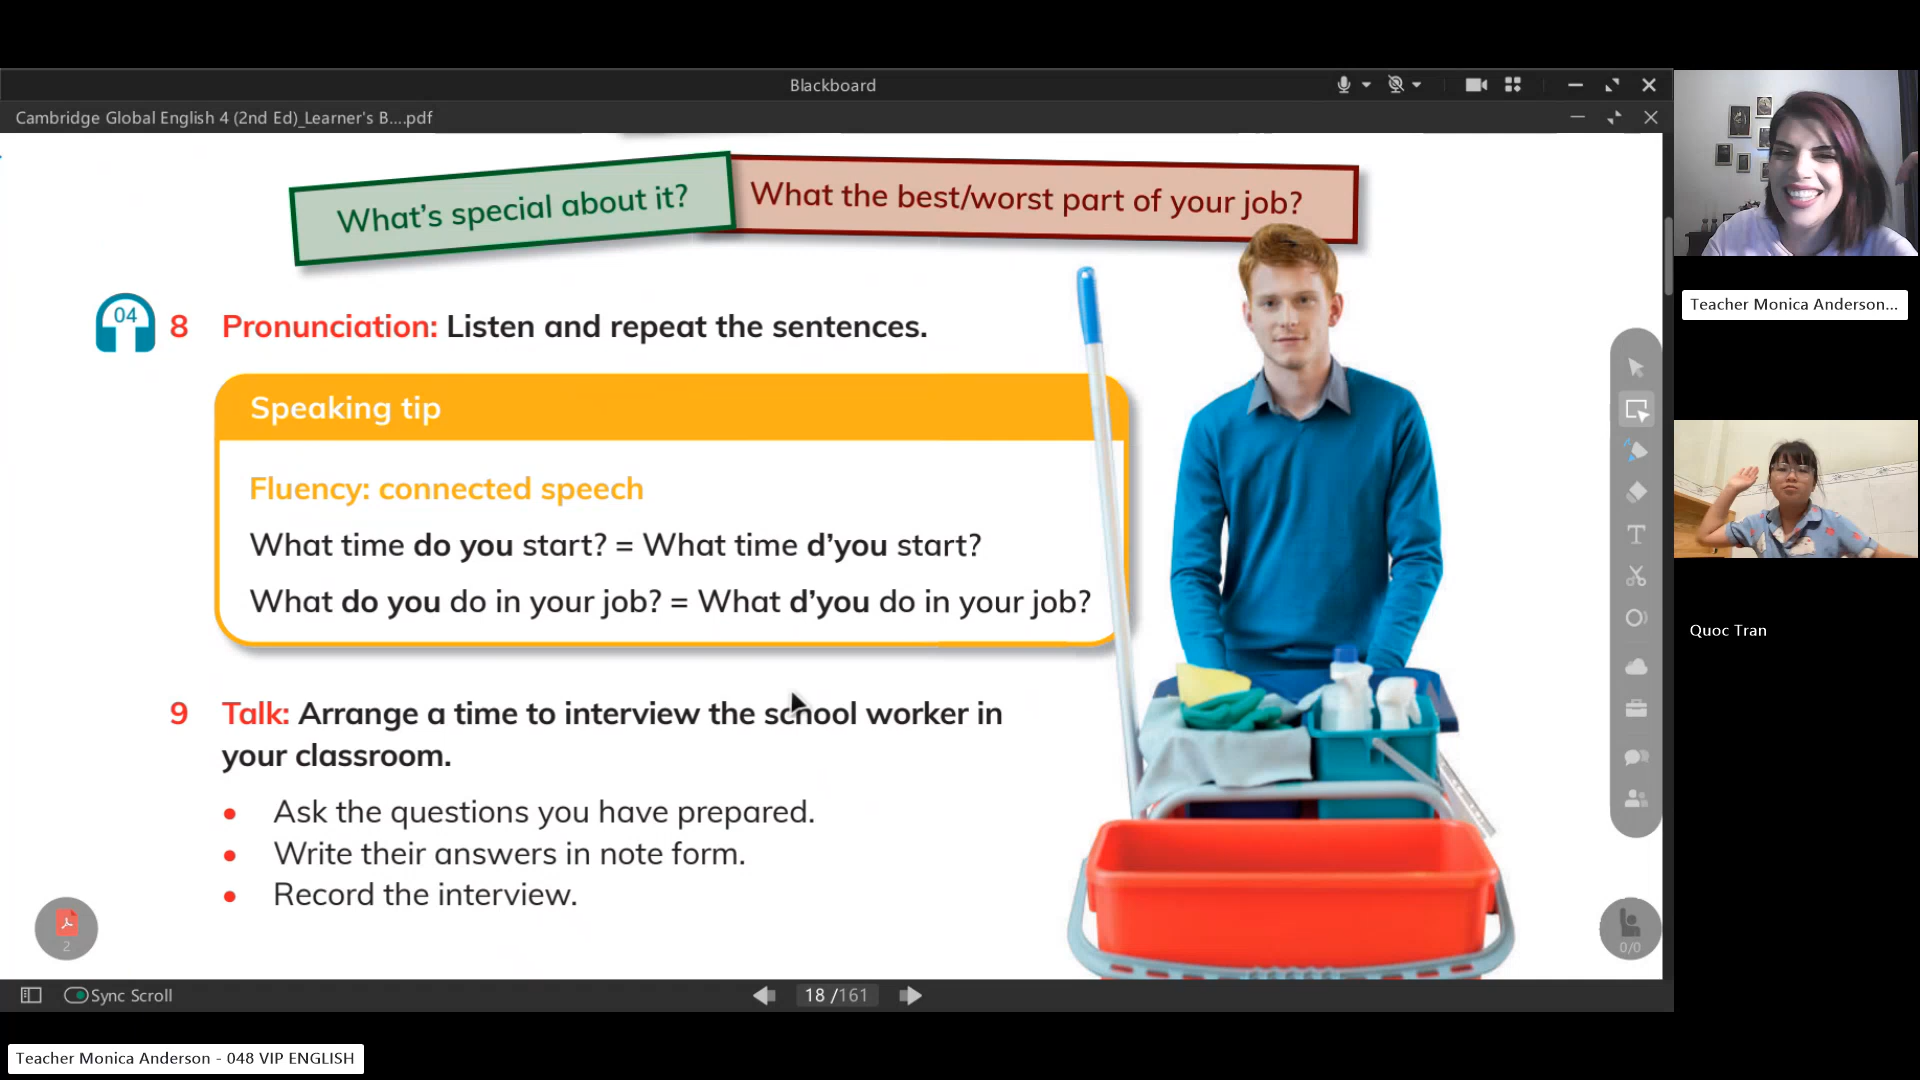 Blackboard
Cambridge Global English 4 (2nd Ed)_Learner's B....pdf
What's special about it?
What the best/worst part of your job?
04
8 Pronunciation: Listen and repeat the sentences.
Speaking tip
Fluency: connected speech
What time do you start? = What time d'you start?
What do you do in your job? = What d'you do in your job?
9 Talk: Arrange a time to interview the school worker in
your classroom.
• Ask the questions you have prepared.
• Write their answers in note form.
• Record the interview.
2
T
0/0
Sync Scroll
18 /161
Teacher Monica Anderson - 048 VIP ENGLISH
Teacher Monica Anderson...
Quoc Tran